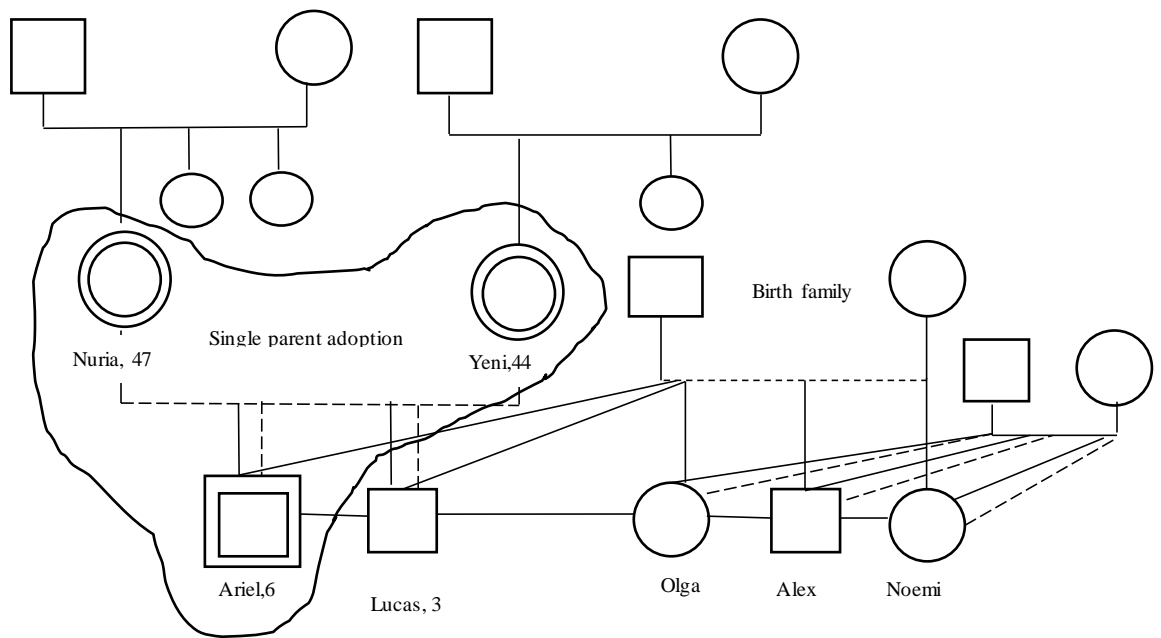 Birth family
Single parent adoption
Nuria, 47
Yeni,44
Ariel,6
Lucas, 3
Olga
Alex
Noemi